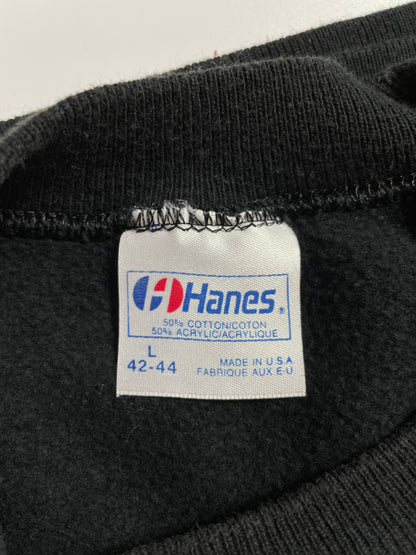 Hanes®
50% COTTON/COTON
50% ACRYLIC/ACRYLIQUE
L
42-44
MADE IN U.S.A
FABRIQUE AUX E-U